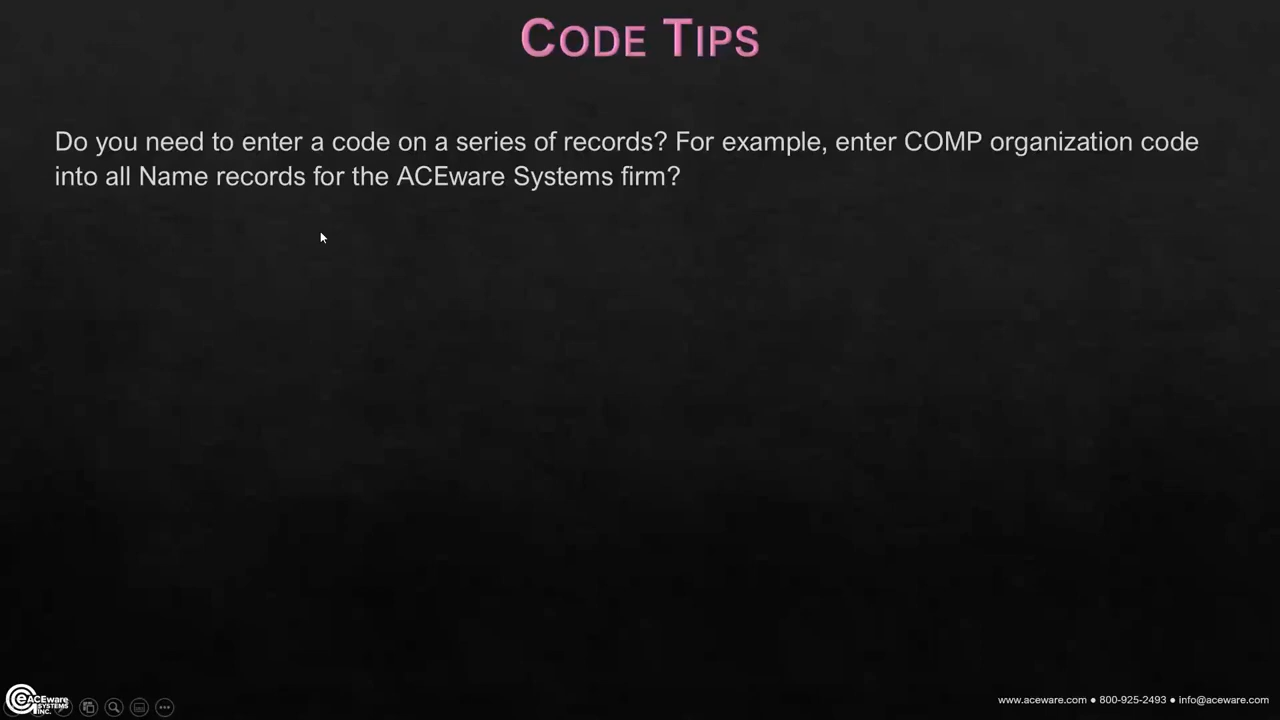 CODE TIPS
Do you need to enter a code on a series of records? For example, enter COMP organization code
into all Name records for the ACEware Systems firm?
ACEware
SYSTEMS
INC.
www.aceware.com ● 800-925-2493 ● info@aceware.com